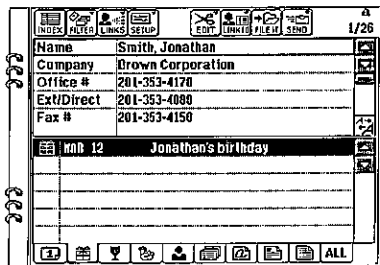 INDEX FILTER LINKS SETUP EDIT LINKTO FILE IT SEND
a
1/26
Name Smith, Jonathan
Company Brown Corporation
Office # 201-353-4170
Ext/Direct 201-353-4080
Fax # 201-353-4150
MAR 12 Jonathan's birthday
1 ALL